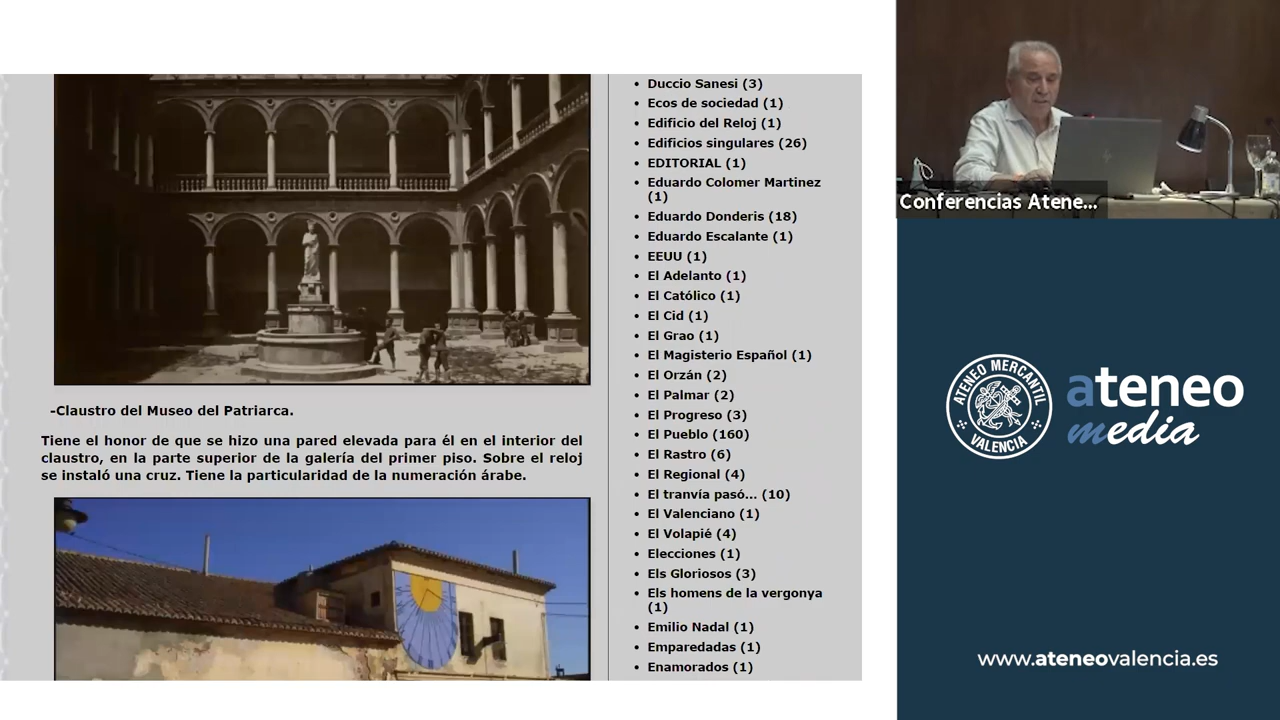 -Claustro del Museo del Patriarca.
Tiene el honor de que se hizo una pared elevada para él en el interior del
claustro, en la parte superior de la galería del primer piso. Sobre el reloj
se instaló una cruz. Tiene la particularidad de la numeración árabe.
Duccio Sanesi (3)
Ecos de sociedad (1)
Edificio del Reloj (1)
Edificios singulares (26)
EDITORIAL (1)
Eduardo Colomer Martinez
(1)
Eduardo Donderis (18)
Eduardo Escalante (1)
EEUU (1)
El Adelanto (1)
El Católico (1)
El Cid (1)
El Grao (1)
El Magisterio Español (1)
El Orzán (2)
El Palmar (2)
El Progreso (3)
El Pueblo (160)
El Rastro (6)
El Regional (4)
El tranvía pasó... (10)
El Valenciano (1)
El Volapié (4)
Elecciones (1)
Els Gloriosos (3)
Els homens de la vergonya
(1)
Emilio Nadal (1)
Emparedadas (1)
Enamorados (1)
Conferencias Atene...
ATENEO MERCANTIL
VALENCIA
ateneo
media
www.ateneovalencia.es